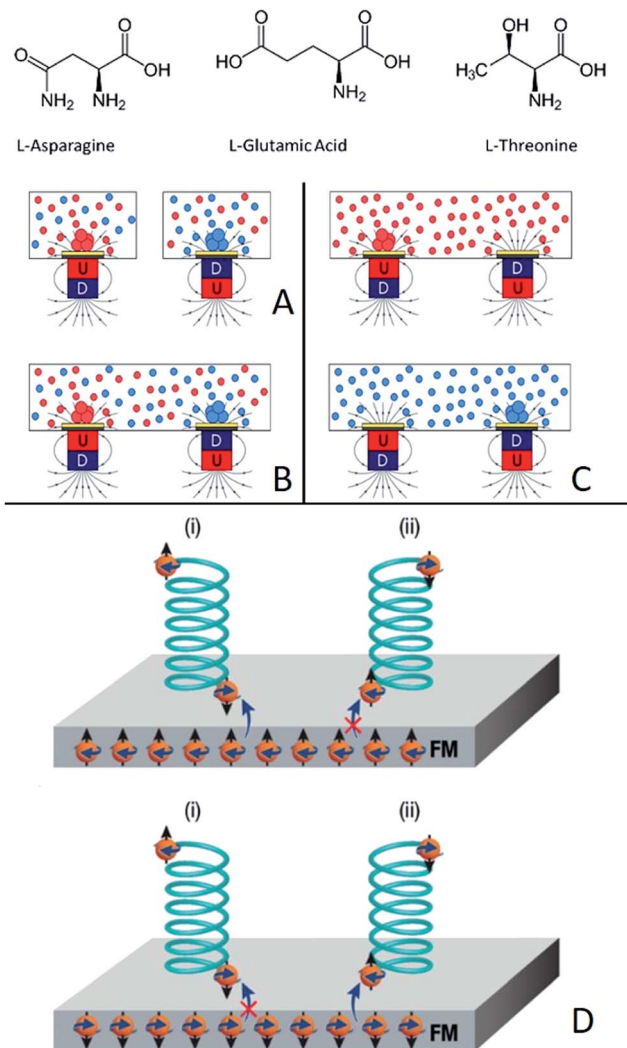 O
O
OH
NH₂
NH₂
L-Asparagine
O
O
HO
OH
NH₂
L-Glutamic Acid
OH
O
H₃C
OH
NH₂
L-Threonine
U
D
D
U
A
U
D
D
U
U
D
D
U
B
U
D
D
U
C
(i)
(ii)
FM
(i)
(ii)
FM
D